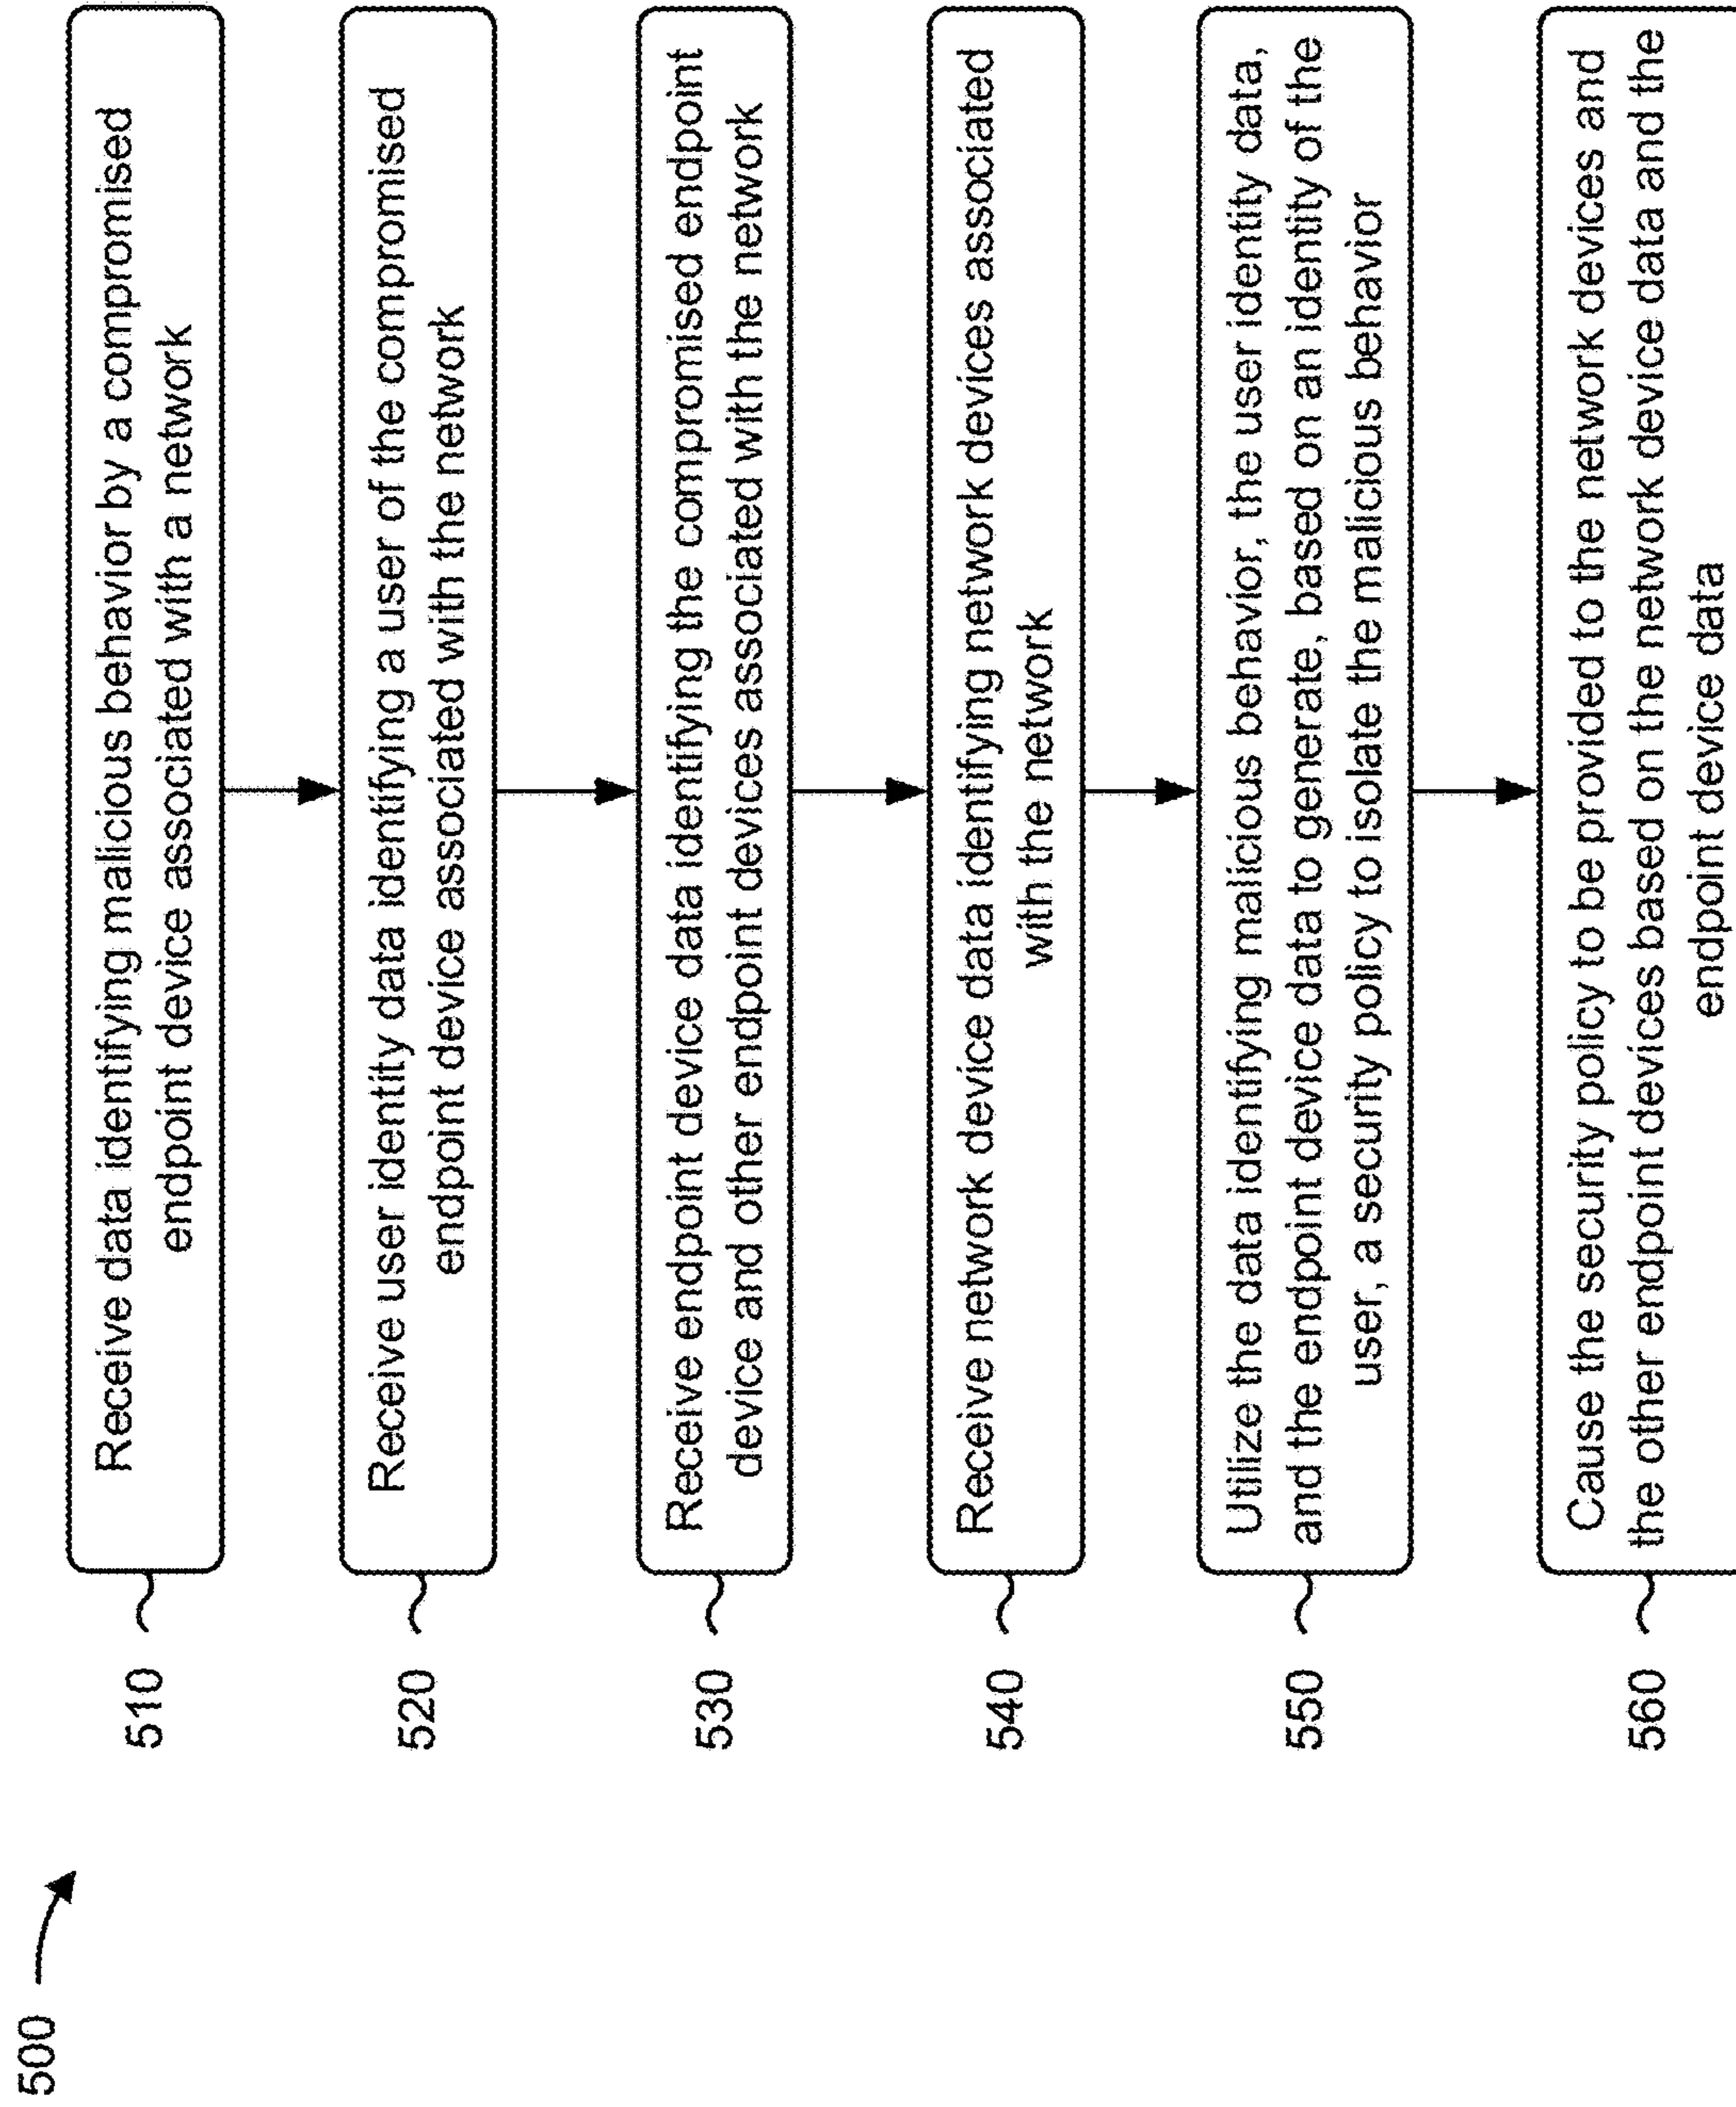 500
510
Receive data identifying malicious behavior by a compromised
endpoint device associated with a network
520
Receive user identity data identifying a user of the compromised
endpoint device associated with the network
530
Receive endpoint device data identifying the compromised endpoint
device and other endpoint devices associated with the network
540
Receive network device data identifying network devices associated
with the network
550
Utilize the data identifying malicious behavior, the user identity data,
and the endpoint device data to generate, based on an identity of the
user, a security policy to isolate the malicious behavior
560
Cause the security policy to be provided to the network devices and
the other endpoint devices based on the network device data and the
endpoint device data